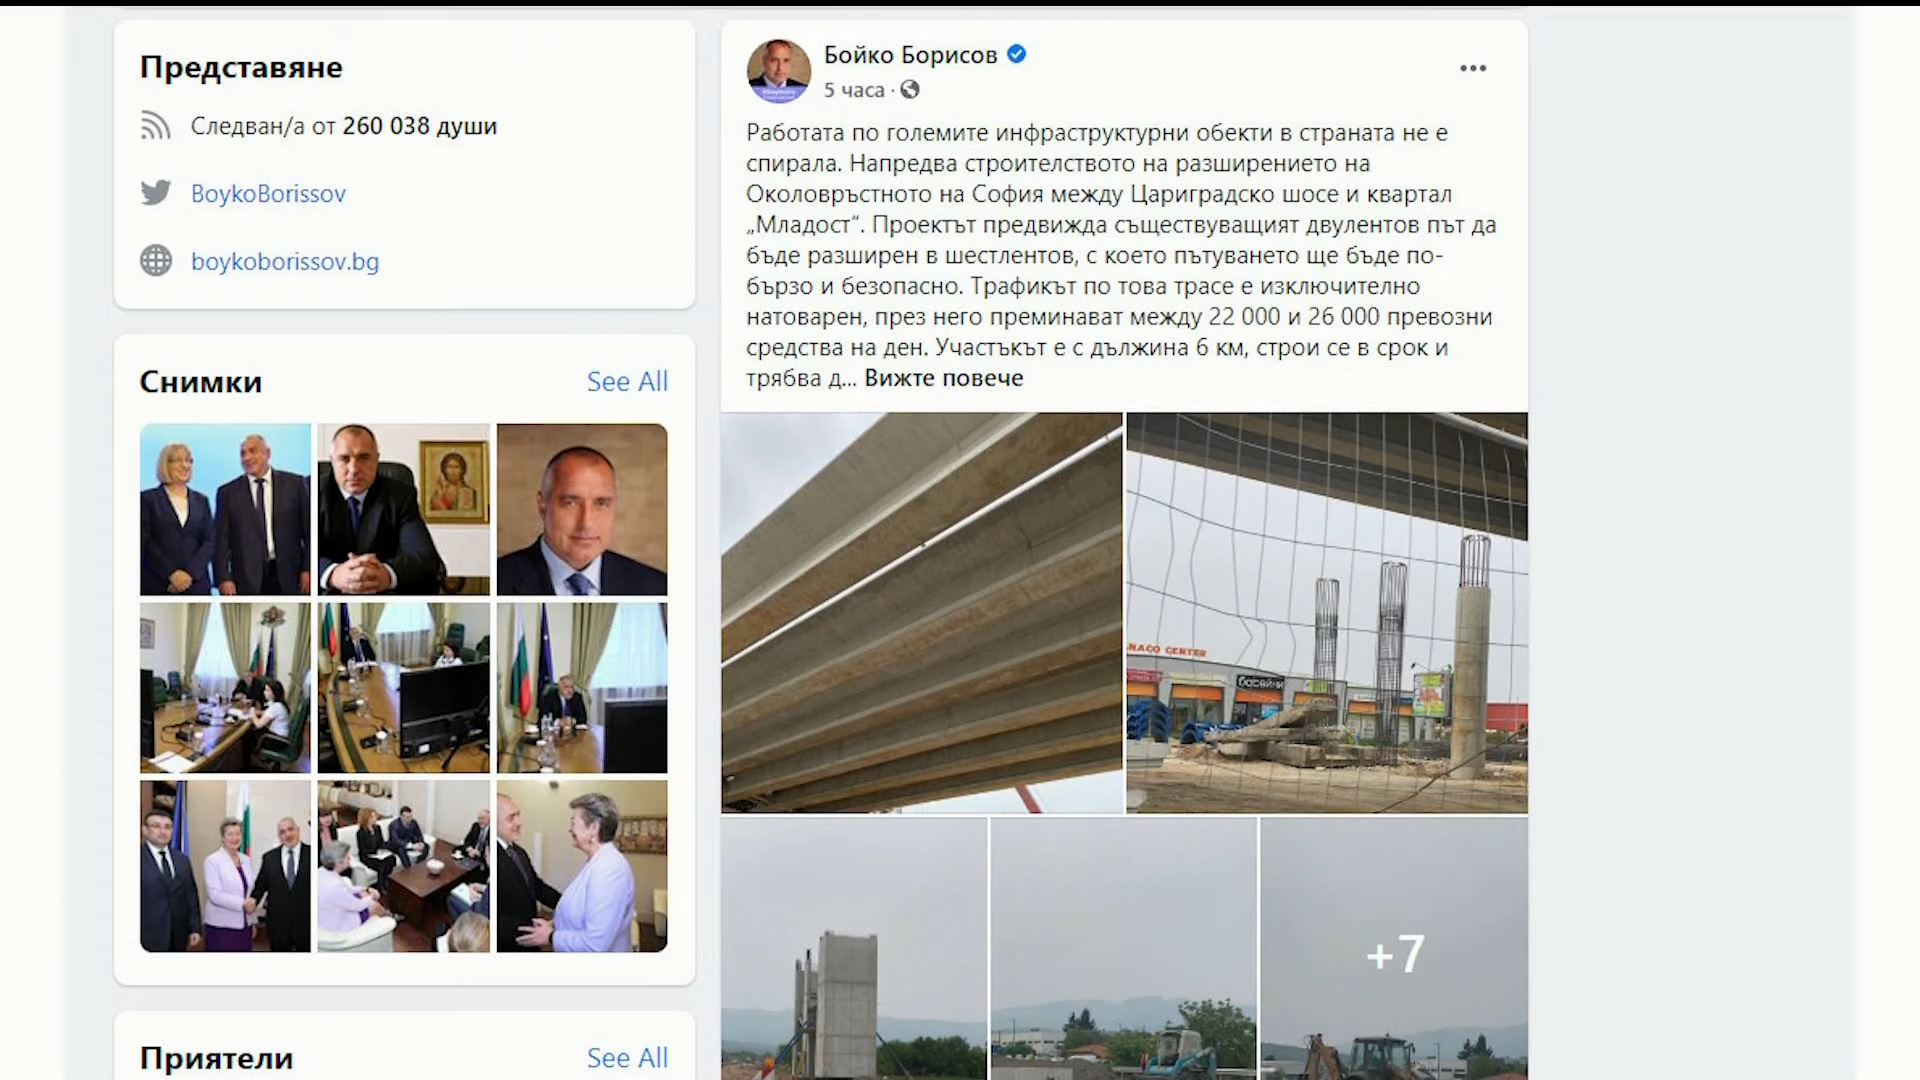 Представяне
Следван/а от 260 038 души
BoykoBorissov
boykoborissov.bg
Снимки
See All
Приятели
See All
Бойко Борисов
5 часа ·
Работата по големите инфраструктурни обекти в страната не е
спирала. Напредва строителството на разширението на
Околовръстното на София между Цариградско шосе и квартал
„Младост“. Проектът предвижда съществуващият двулентов път да
бъде разширен в шестлентов, с което пътуването ще бъде по-
бързо и безопасно. Трафикът по това трасе е изключително
натоварен, през него преминават между 22 000 и 26 000 превозни
средства на ден. Участъкът е с дължина 6 км, строи се в срок и
трябва д... Вижте повече
CENTER
басейни
+7